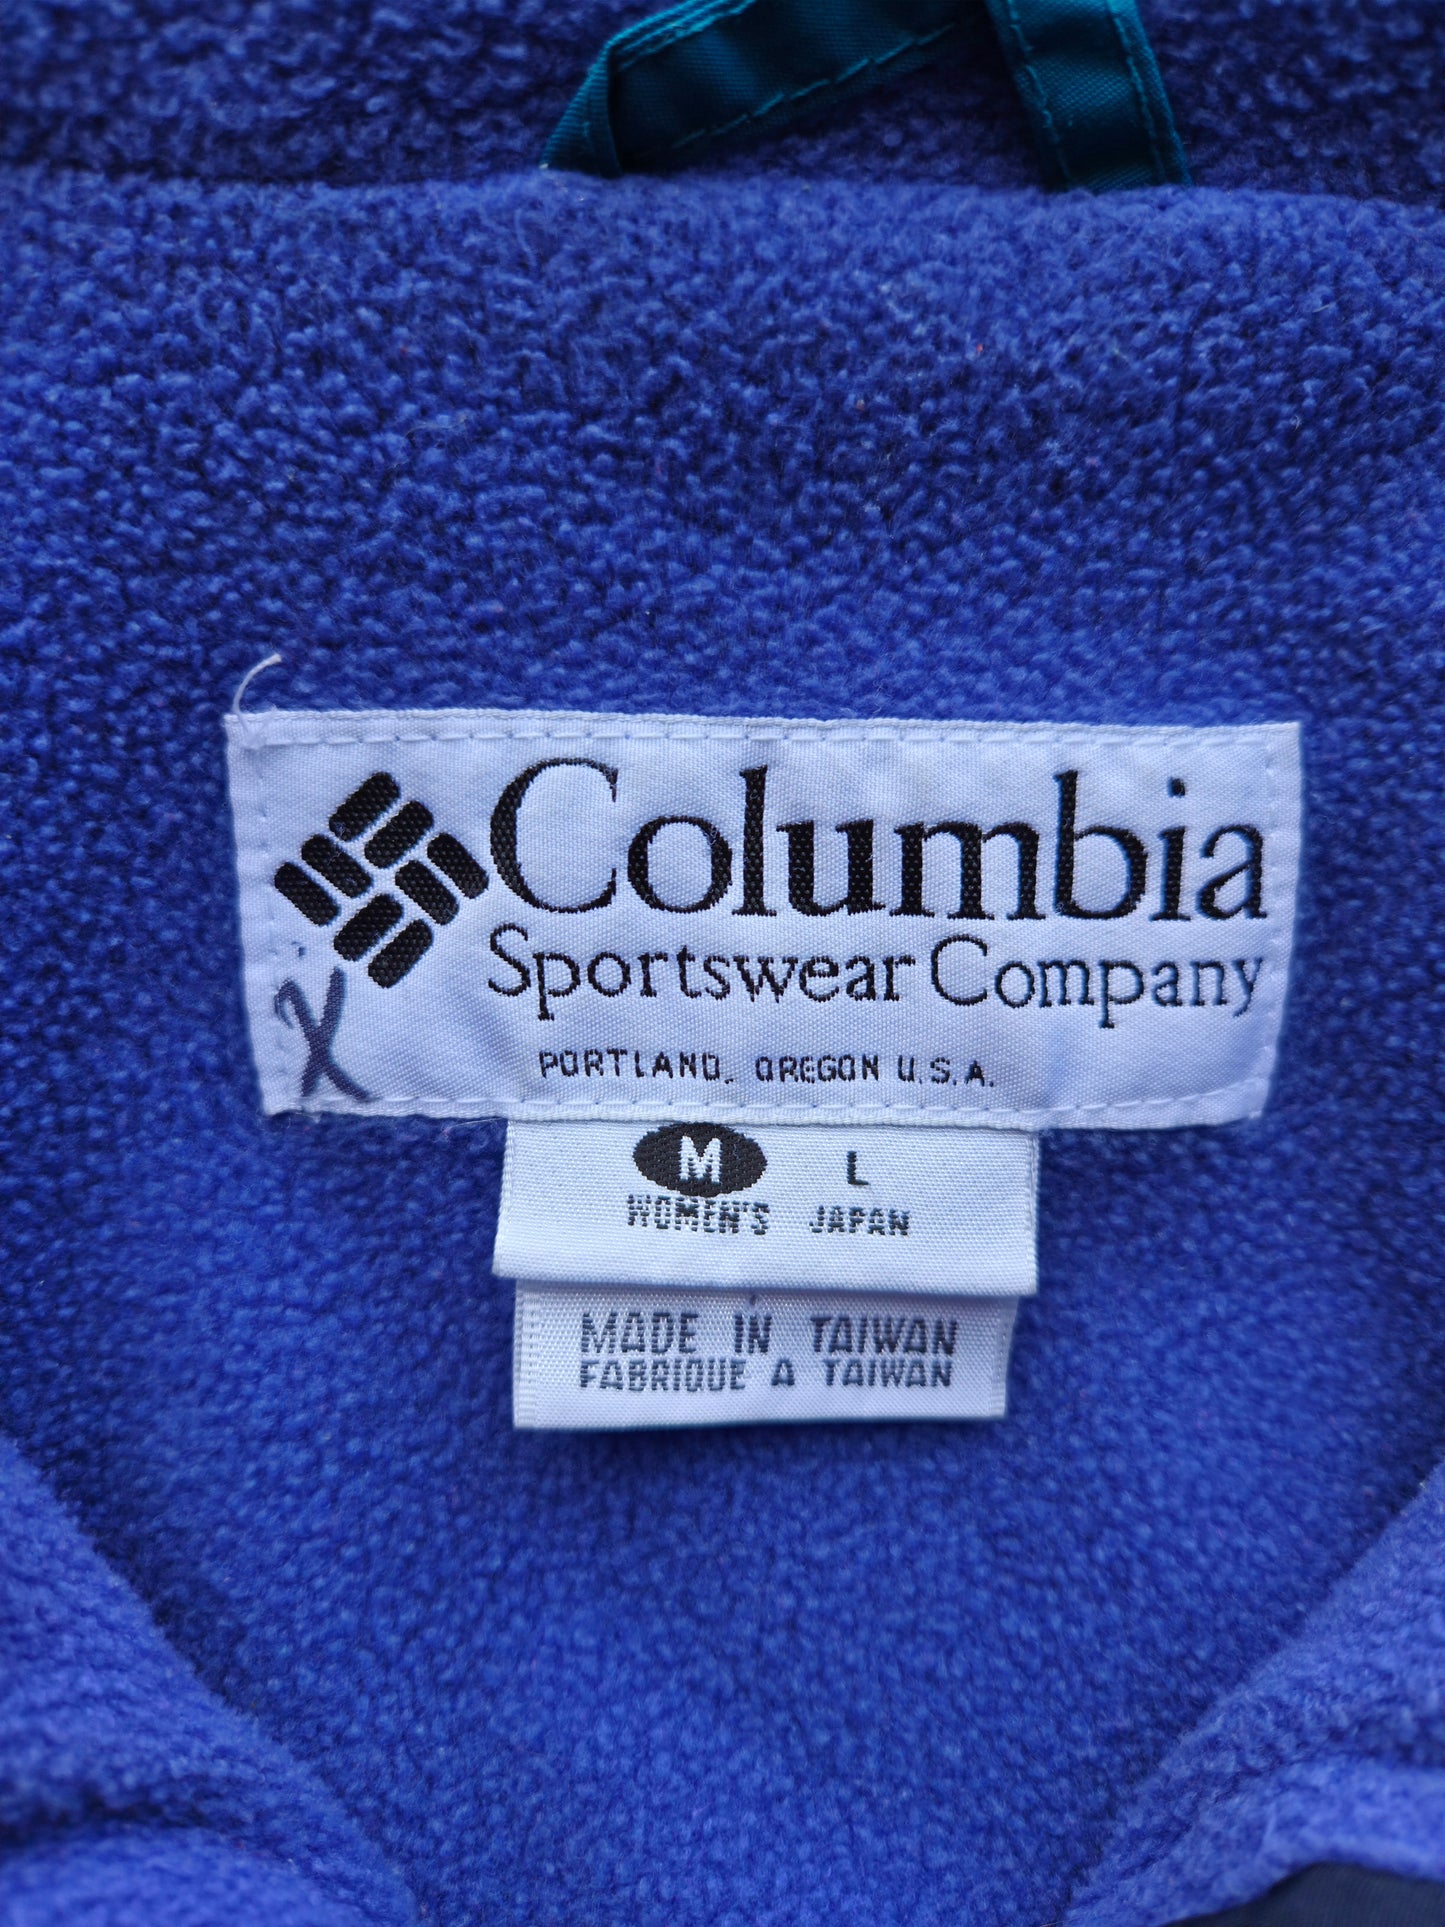 Columbia
Sportswear Company
PORTLAND, OREGON U.S.A.
X
M L
WOMEN'S JAPAN
MADE IN TAIWAN
FABRIQUE A TAIWAN